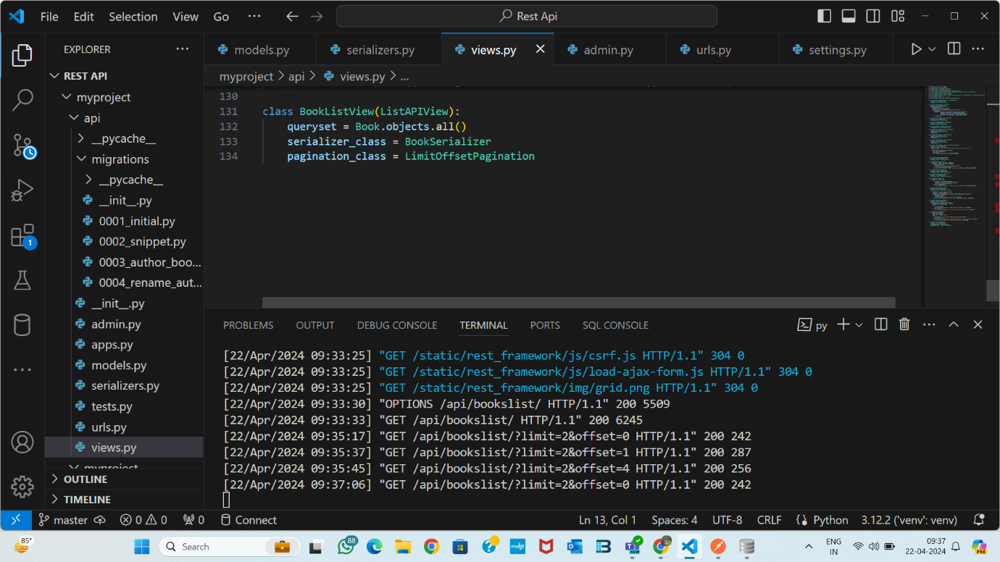 File Edit Selection View Go ... Rest Api
EXPLORER ...
REST API
myproject
api
__pycache__
migrations
__pycache__
__init__.py
0001_initial.py
0002_snippet.py
0003_author_boo...
0004_rename_aut...
__init__.py
admin.py
apps.py
models.py
serializers.py
tests.py
urls.py
views.py
myproject
OUTLINE
TIMELINE
models.py serializers.py views.py admin.py urls.py settings.py
myproject > api > views.py > ...
130
131 class BookListView(ListAPIView):
132 queryset = Book.objects.all()
133 serializer_class = BookSerializer
134 pagination_class = LimitOffsetPagination
PROBLEMS OUTPUT DEBUG CONSOLE TERMINAL PORTS SQL CONSOLE py
[22/Apr/2024 09:33:25] "GET /static/rest_framework/js/csrf.js HTTP/1.1" 304 0
[22/Apr/2024 09:33:25] "GET /static/rest_framework/js/load-ajax-form.js HTTP/1.1" 304 0
[22/Apr/2024 09:33:25] "GET /static/rest_framework/img/grid.png HTTP/1.1" 304 0
[22/Apr/2024 09:33:30] "OPTIONS /api/bookslist/ HTTP/1.1" 200 5509
[22/Apr/2024 09:33:33] "GET /api/bookslist/ HTTP/1.1" 200 6245
[22/Apr/2024 09:35:17] "GET /api/bookslist/?limit=2&offset=0 HTTP/1.1" 200 242
[22/Apr/2024 09:35:37] "GET /api/bookslist/?limit=2&offset=1 HTTP/1.1" 200 287
[22/Apr/2024 09:35:45] "GET /api/bookslist/?limit=2&offset=4 HTTP/1.1" 200 256
[22/Apr/2024 09:37:06] "GET /api/bookslist/?limit=2&offset=0 HTTP/1.1" 200 242
1
master 0 0 0 Connect Ln 13, Col 1 Spaces: 4 UTF-8 CRLF Python 3.12.2 ('venv': venv)
85° Search 88 myhp NEW ENG 09:37 PRE
IN 22-04-2024